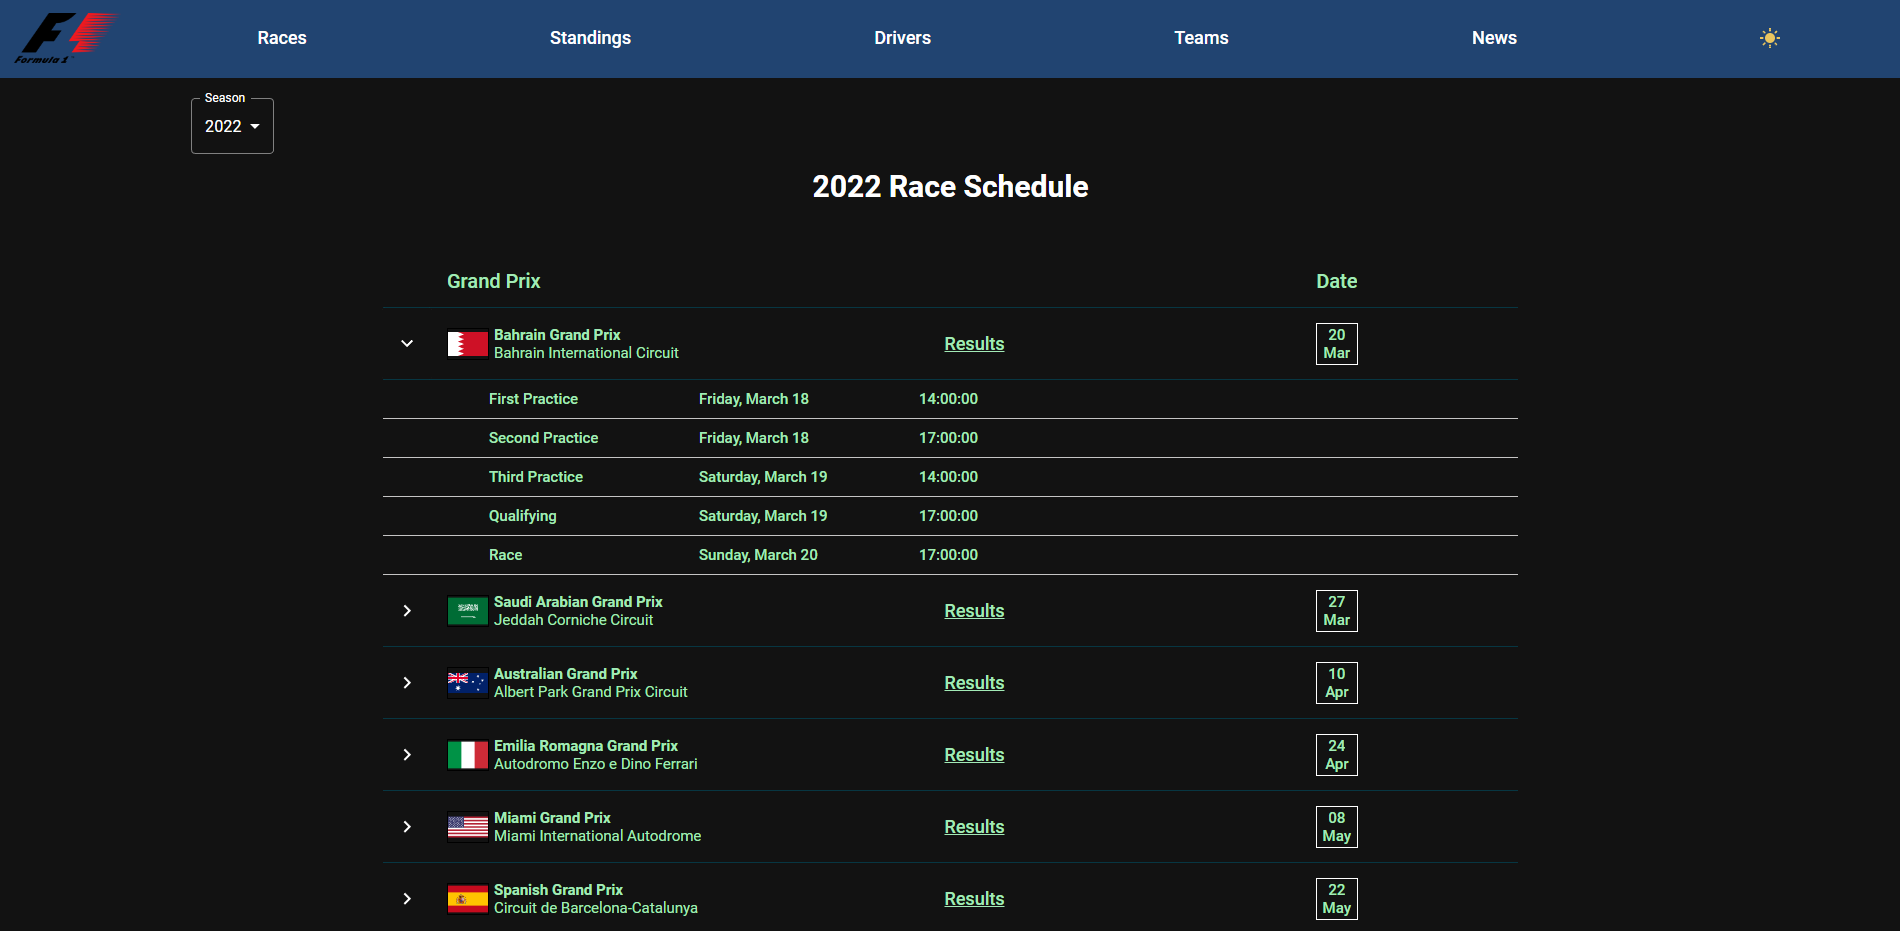 Formula 1
Races Standings Drivers Teams News
Season
2022
2022 Race Schedule
Grand Prix Date
Bahrain Grand Prix
Bahrain International Circuit
Results
20
Mar
First Practice Friday, March 18 14:00:00
Second Practice Friday, March 18 17:00:00
Third Practice Saturday, March 19 14:00:00
Qualifying Saturday, March 19 17:00:00
Race Sunday, March 20 17:00:00
Saudi Arabian Grand Prix
Jeddah Corniche Circuit
Results
27
Mar
Australian Grand Prix
Albert Park Grand Prix Circuit
Results
10
Apr
Emilia Romagna Grand Prix
Autodromo Enzo e Dino Ferrari
Results
24
Apr
Miami Grand Prix
Miami International Autodrome
Results
08
May
Spanish Grand Prix
Circuit de Barcelona-Catalunya
Results
22
May